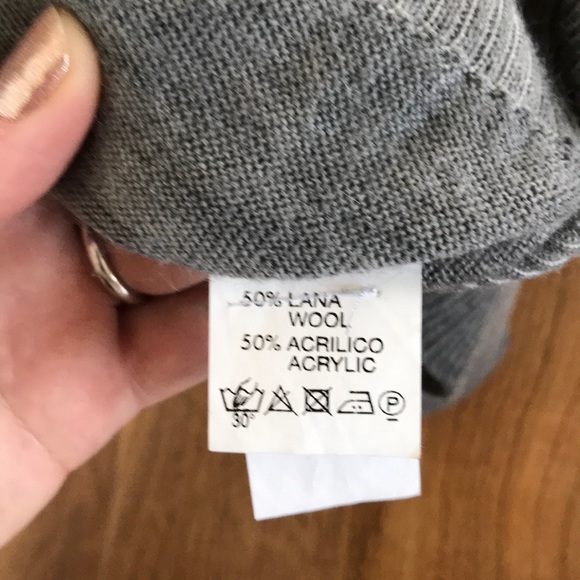 50% LANA
WOOL
50% ACRILICO
ACRYLIC
30°
P